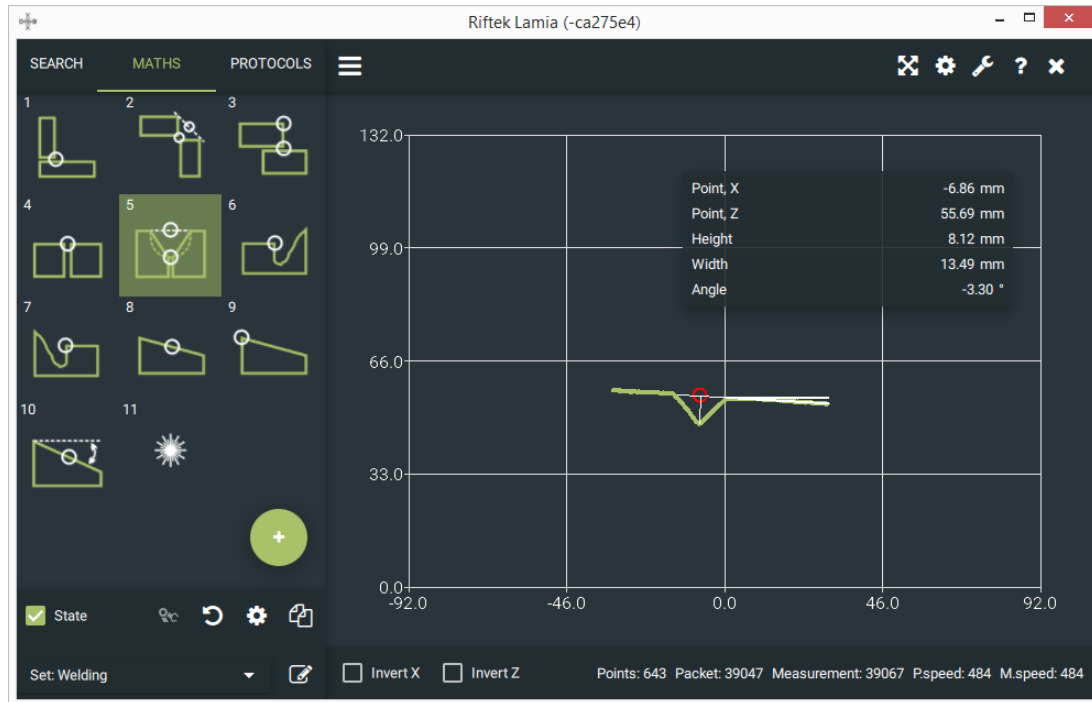 Riftek Lamia (-ca275e4)
SEARCH MATHS PROTOCOLS
1 2 3
4 5 6
7 8 9
10 11
132.0
99.0
66.0
33.0
0.0
-92.0 -46.0 0.0 46.0 92.0
Point, X -6.86 mm
Point, Z 55.69 mm
Height 8.12 mm
Width 13.49 mm
Angle -3.30 °
State
Set: Welding
Invert X Invert Z Points: 643 Packet: 39047 Measurement: 39067 P.speed: 484 M.speed: 484